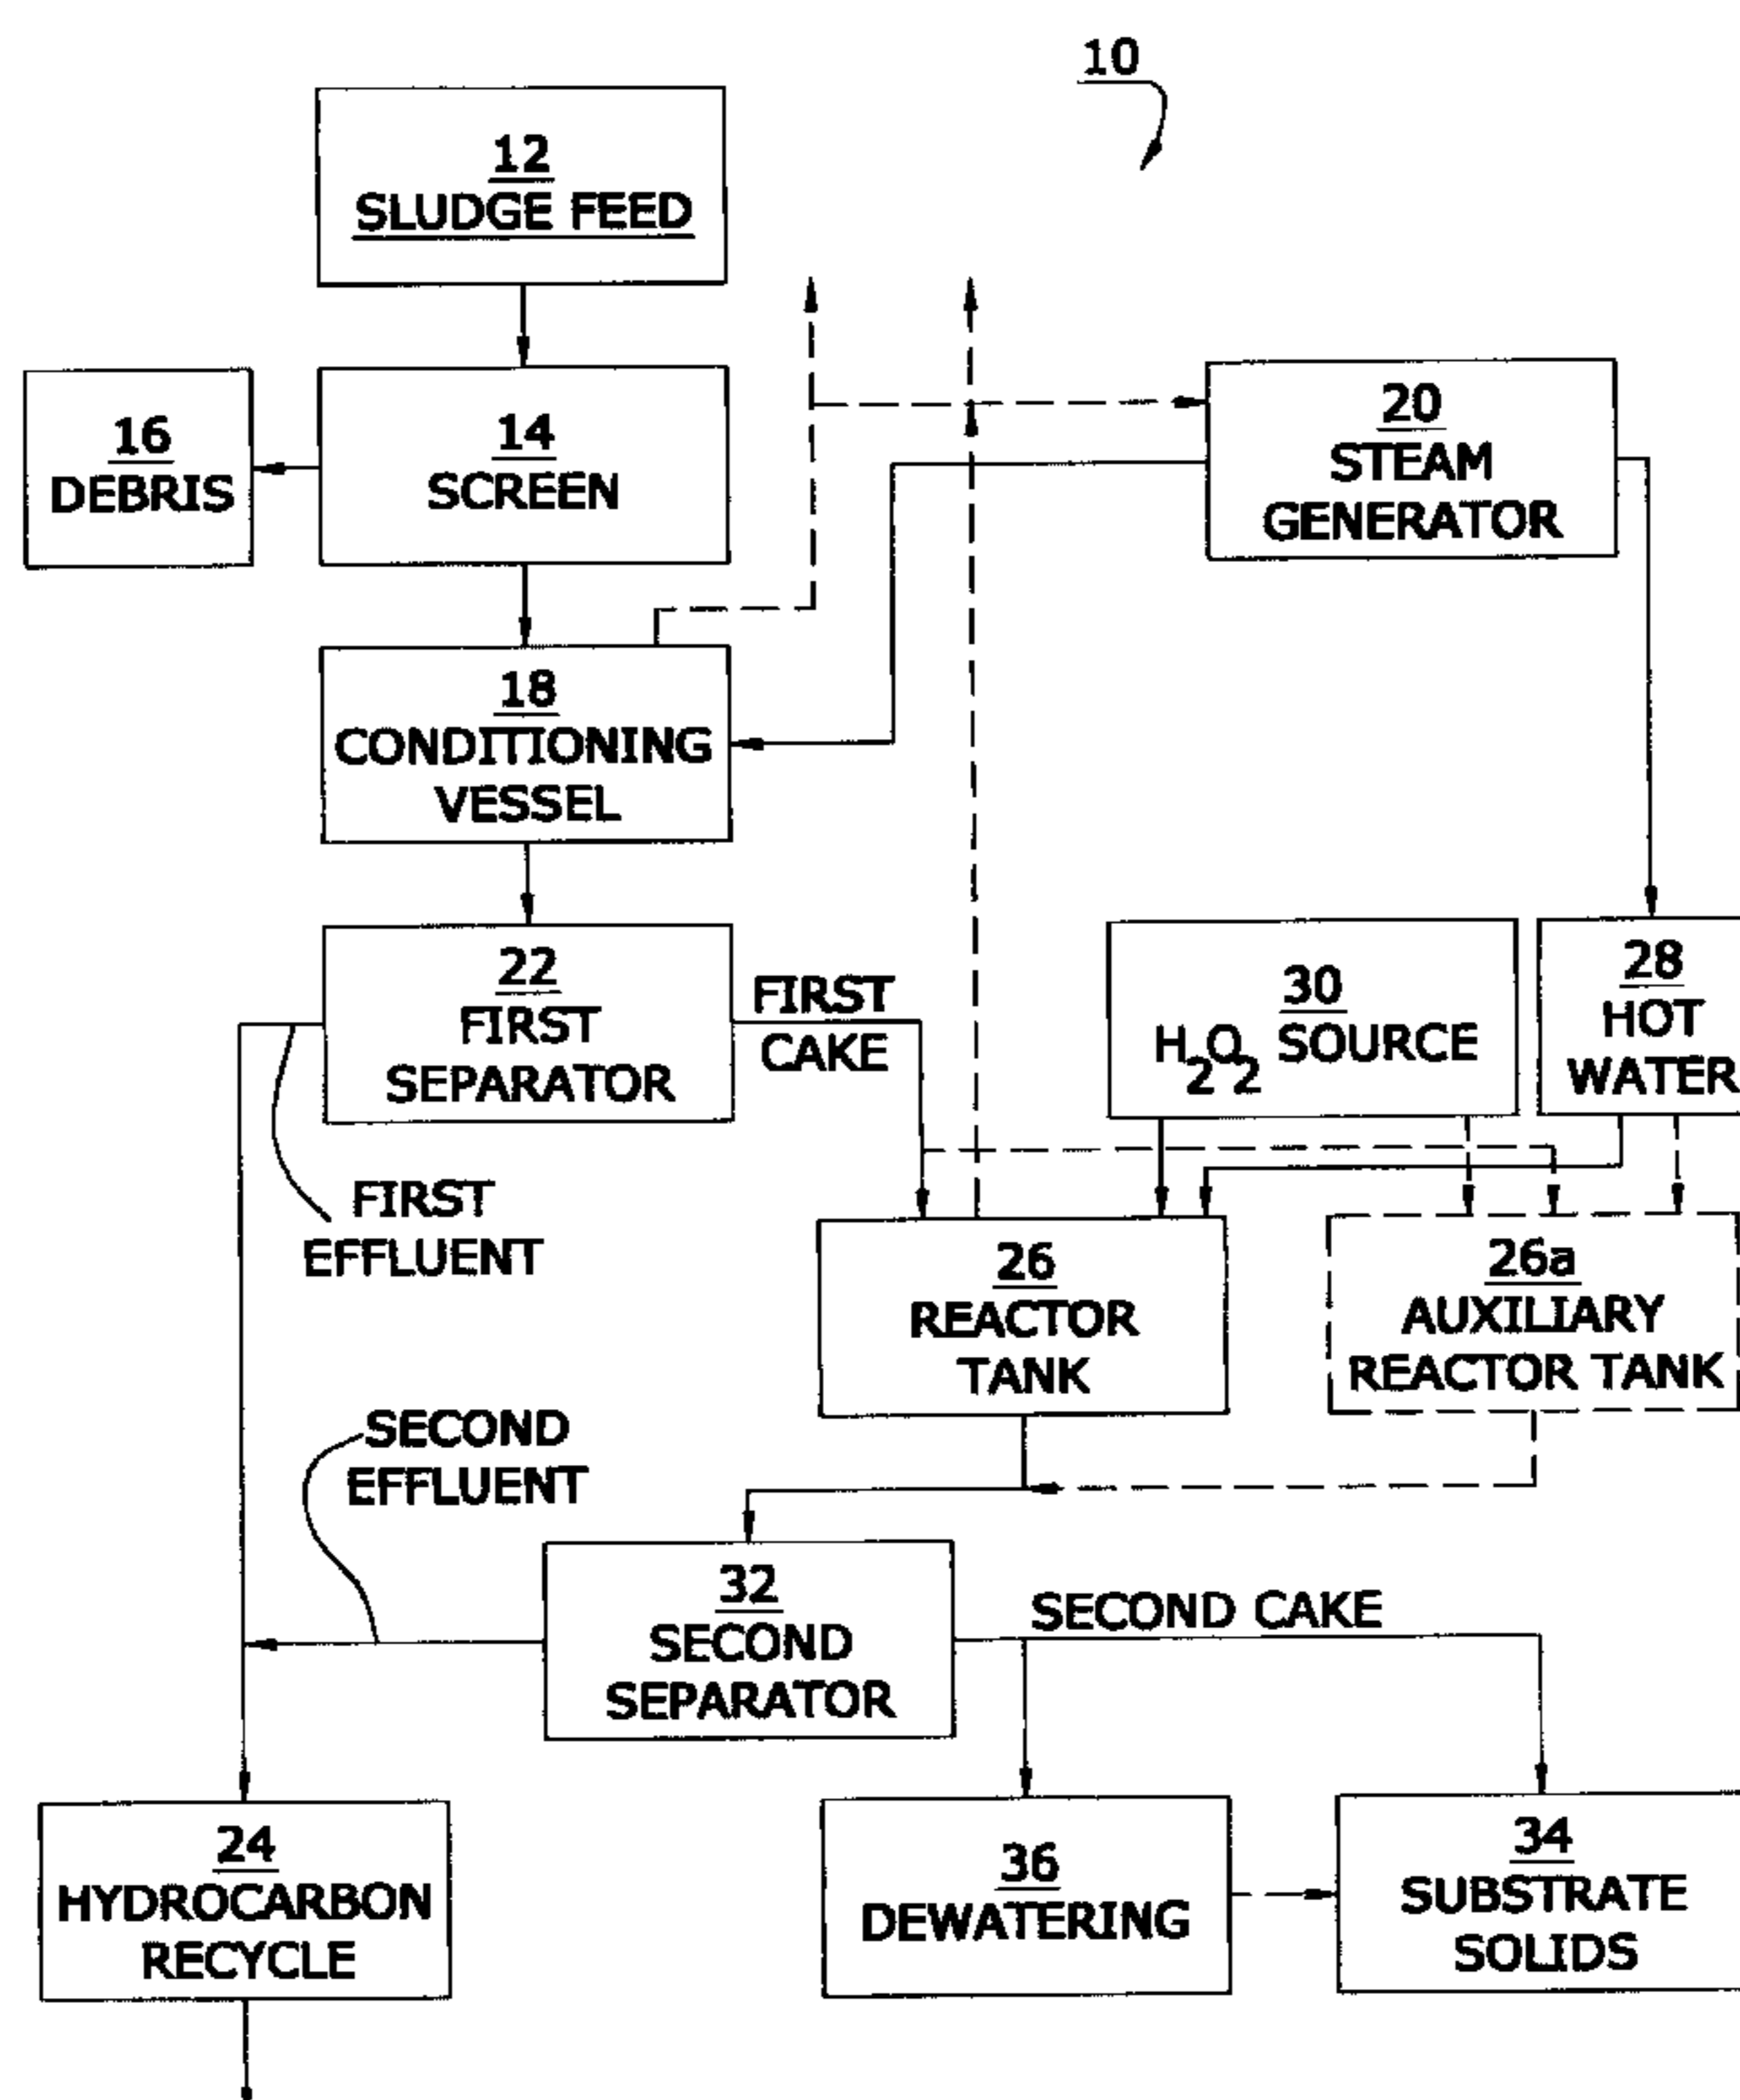 10
12
SLUDGE FEED
16
DEBRIS
14
SCREEN
20
STEAM
GENERATOR
18
CONDITIONING
VESSEL
22
FIRST
SEPARATOR
FIRST
CAKE
30
H2O2 SOURCE
28
HOT
WATER
FIRST
EFFLUENT
26
REACTOR
TANK
26a
AUXILIARY
REACTOR TANK
SECOND
EFFLUENT
32
SECOND
SEPARATOR
SECOND CAKE
24
HYDROCARBON
RECYCLE
36
DEWATERING
34
SUBSTRATE
SOLIDS